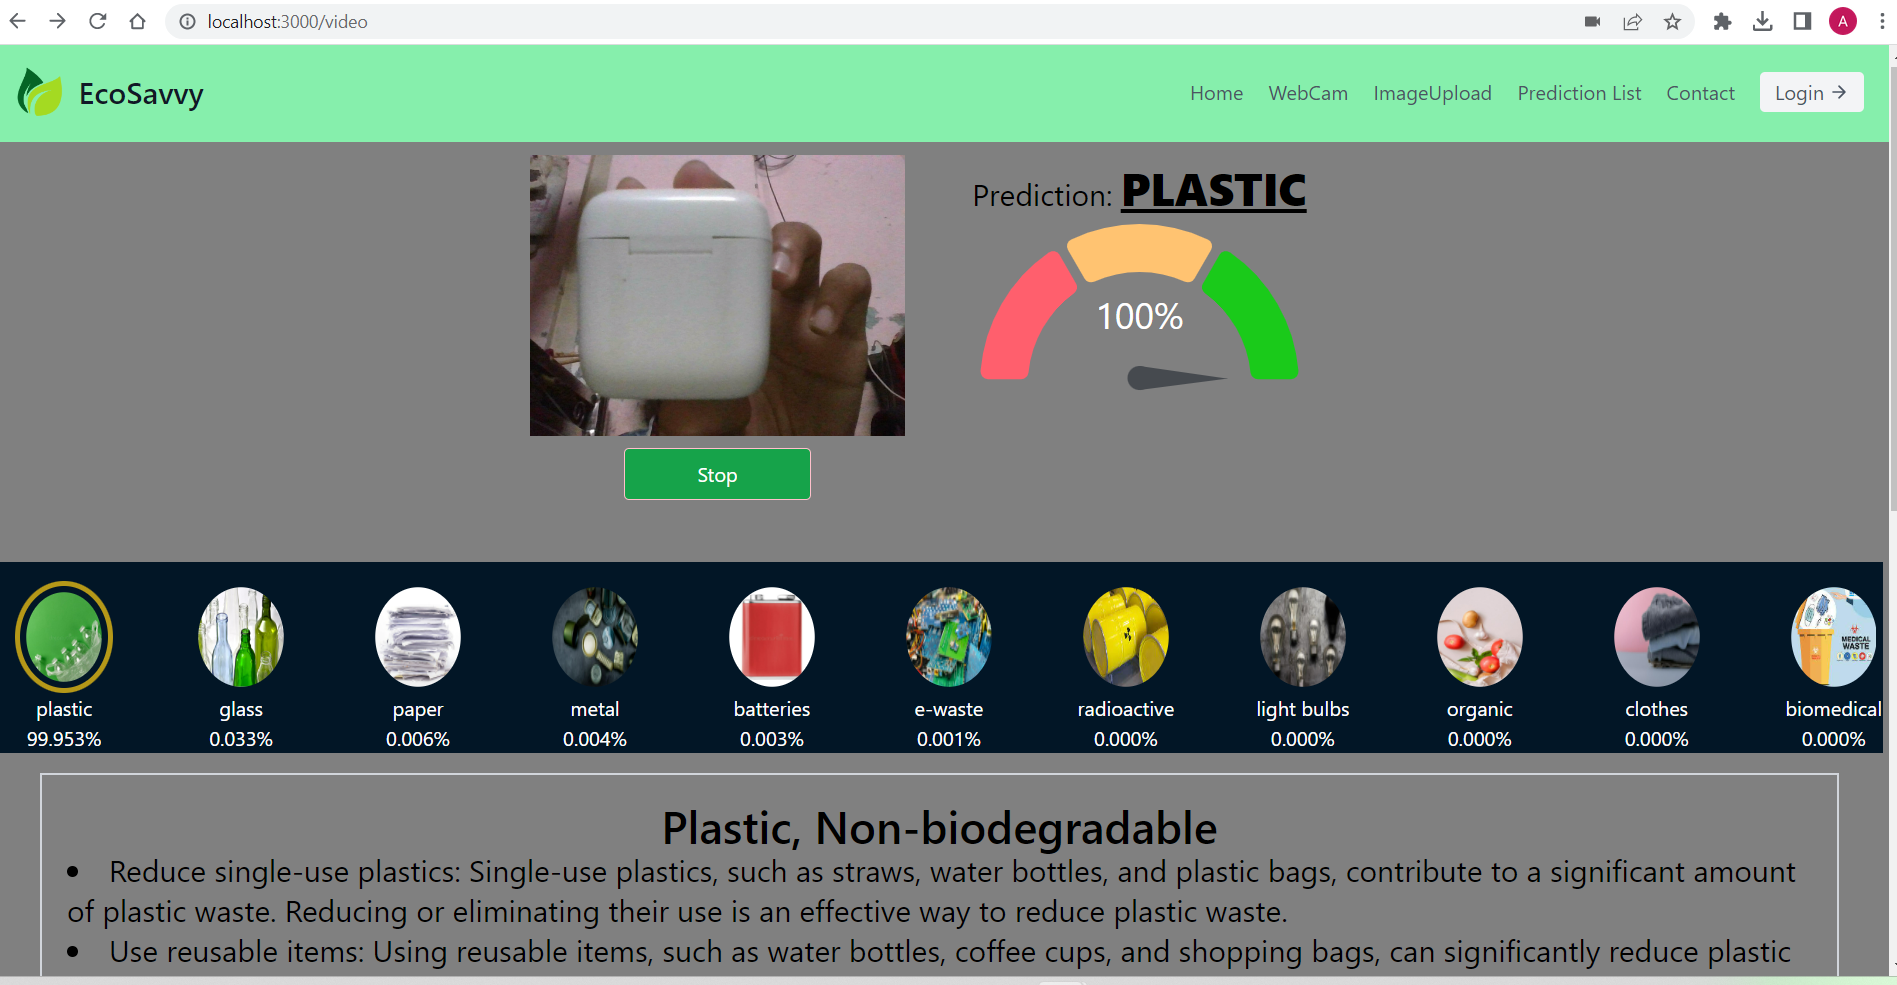 localhost:3000/video
A
EcoSavvy
Home WebCam ImageUpload Prediction List Contact Login →
Prediction: PLASTIC
100%
Stop
MEDICAL
WASTE
plastic glass paper metal batteries e-waste radioactive light bulbs organic clothes biomedical
99.953% 0.033% 0.006% 0.004% 0.003% 0.001% 0.000% 0.000% 0.000% 0.000% 0.000%
Plastic, Non-biodegradable
• Reduce single-use plastics: Single-use plastics, such as straws, water bottles, and plastic bags, contribute to a significant amount
of plastic waste. Reducing or eliminating their use is an effective way to reduce plastic waste.
• Use reusable items: Using reusable items, such as water bottles, coffee cups, and shopping bags, can significantly reduce plastic